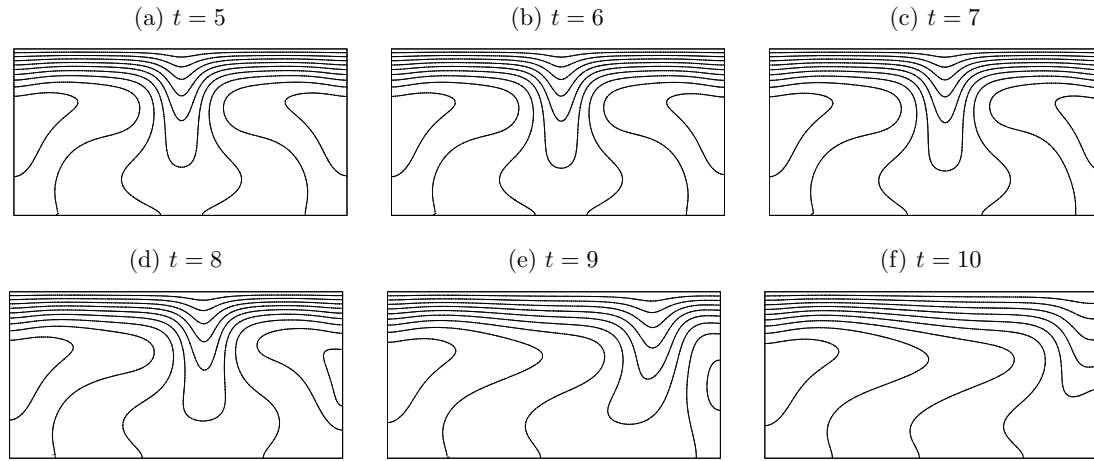 (a) t = 5
(b) t = 6
(c) t = 7
(d) t = 8
(e) t = 9
(f) t = 10